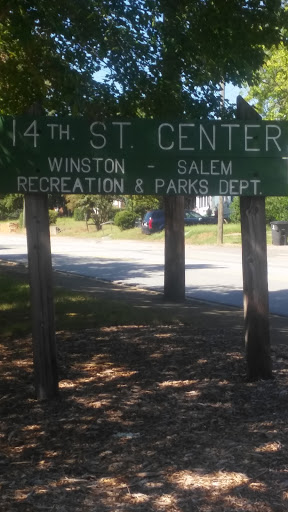 14TH. ST. CENTER
WINSTON - SALEM
RECREATION & PARKS DEPT.